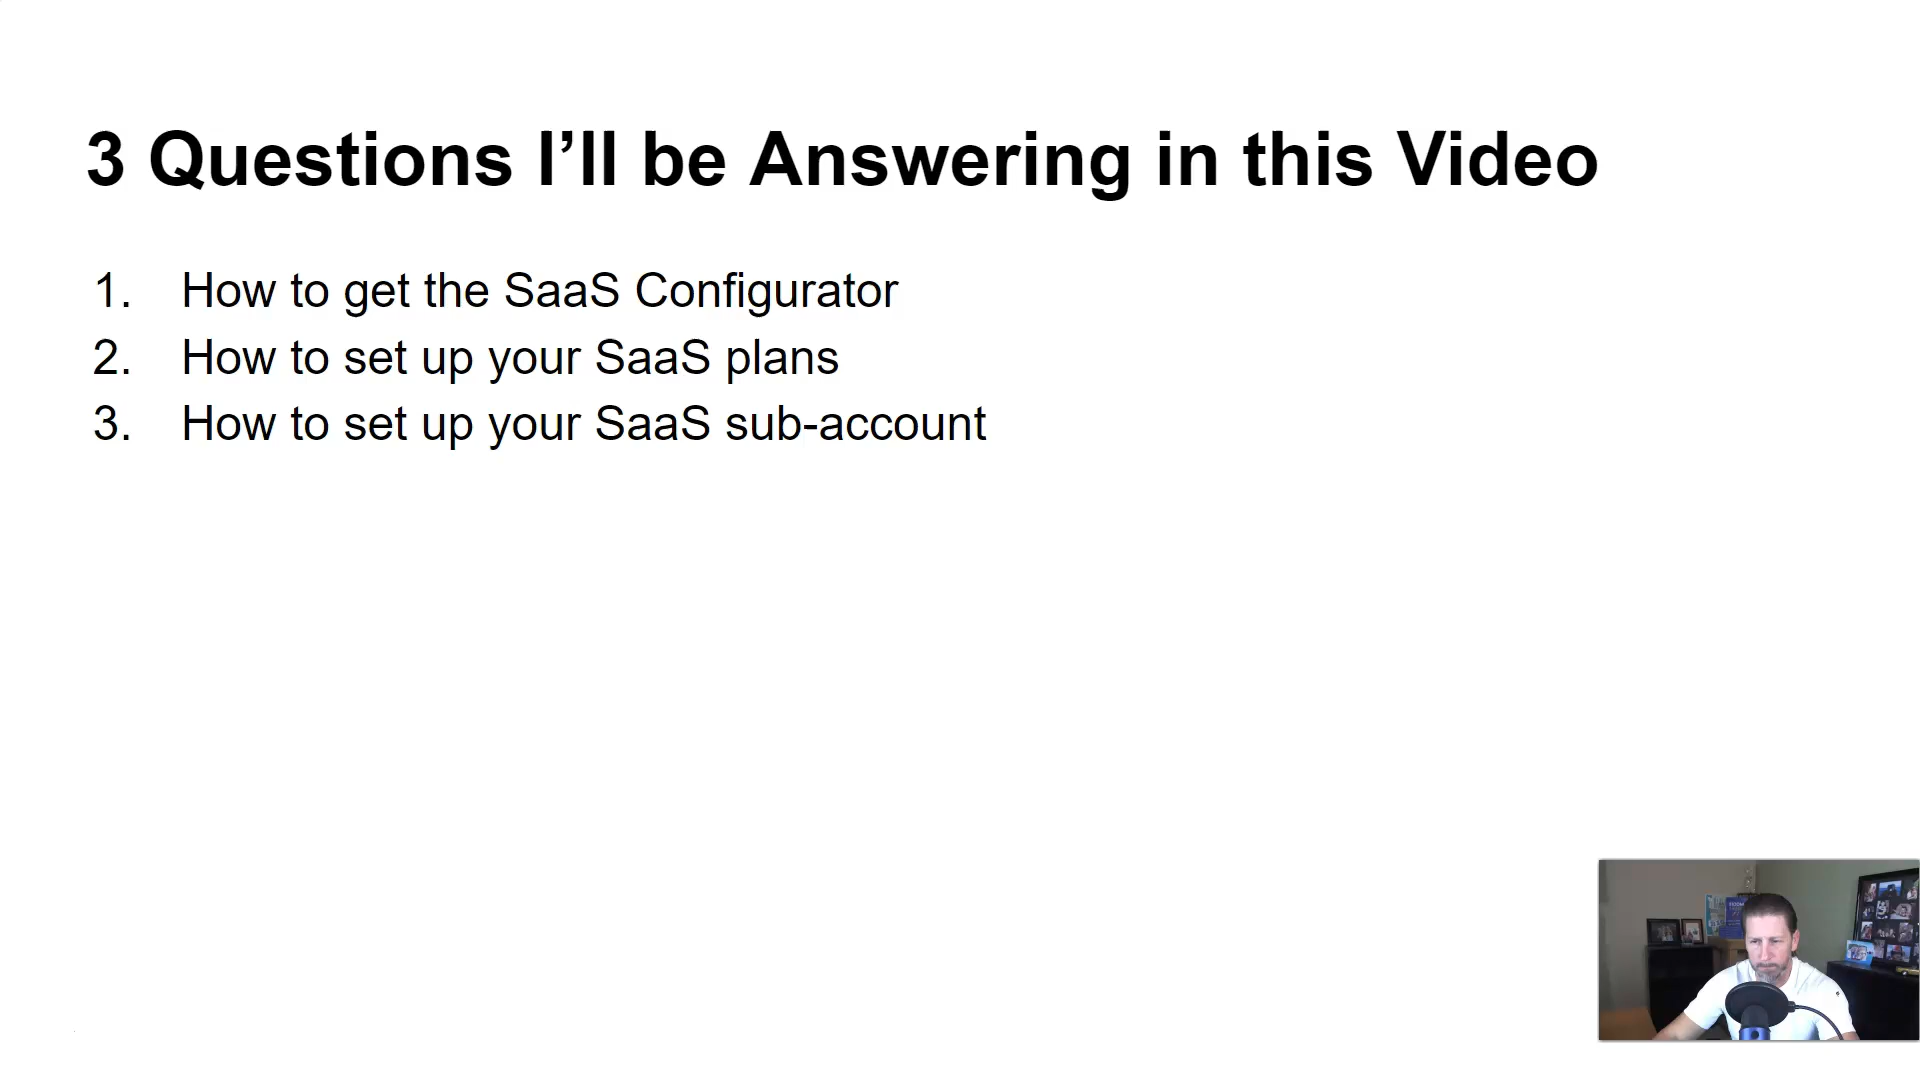 3 Questions I’ll be Answering in this Video
1. How to get the SaaS Configurator
2. How to set up your SaaS plans
3. How to set up your SaaS sub-account